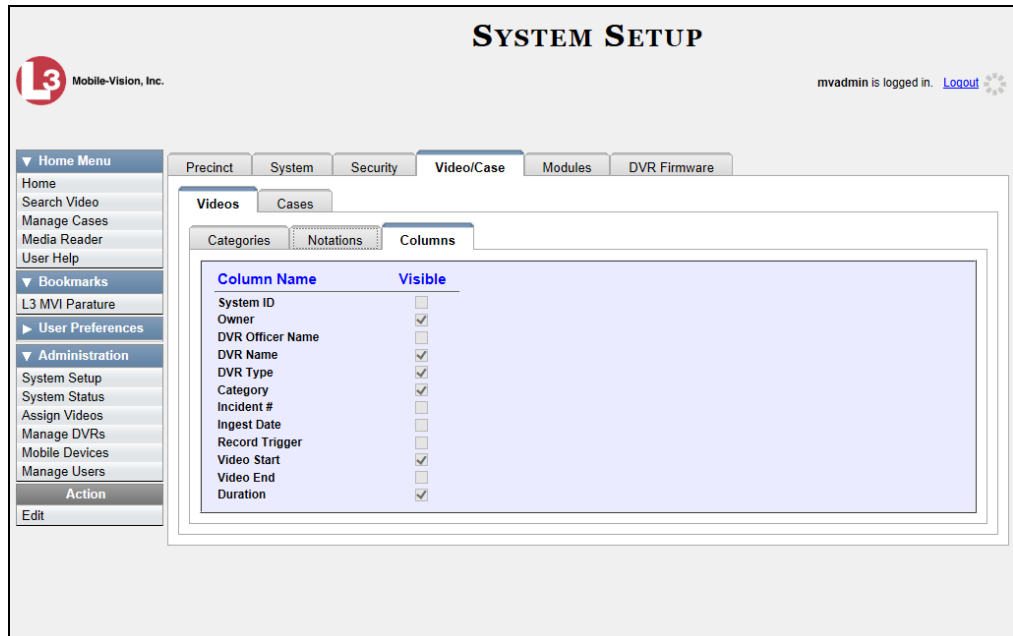 SYSTEM SETUP
L3 Mobile-Vision, Inc.
mvadmin is logged in. Logout
▼ Home Menu
Home
Search Video
Manage Cases
Media Reader
User Help
▼ Bookmarks
L3 MVI Parature
▶ User Preferences
▼ Administration
System Setup
System Status
Assign Videos
Manage DVRs
Mobile Devices
Manage Users
Action
Edit
Precinct System Security Video/Case Modules DVR Firmware
Videos Cases
Categories Notations Columns
Column Name Visible
System ID
Owner
DVR Officer Name
DVR Name
DVR Type
Category
Incident #
Ingest Date
Record Trigger
Video Start
Video End
Duration